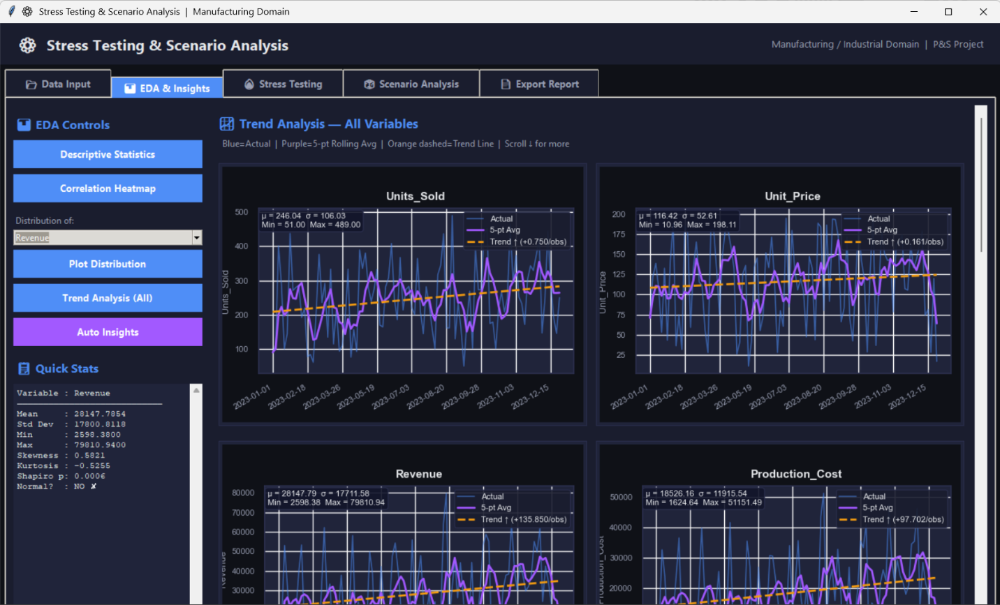 Stress Testing & Scenario Analysis | Manufacturing Domain
Stress Testing & Scenario Analysis
Manufacturing / Industrial Domain | P&S Project
Data Input
EDA & Insights
Stress Testing
Scenario Analysis
Export Report
EDA Controls
Descriptive Statistics
Correlation Heatmap
Distribution of:
Revenue
Plot Distribution
Trend Analysis (All)
Auto Insights
Quick Stats
Variable : Revenue
Mean : 28147.7854
Std Dev : 17800.8118
Min : 2598.3800
Max : 79810.9400
Skewness : 0.5821
Kurtosis : -0.5255
Shapiro p: 0.0006
Normal? : NO ✘
Trend Analysis — All Variables
Blue=Actual | Purple=5-pt Rolling Avg | Orange dashed=Trend Line | Scroll ↓ for more
Units_Sold
μ = 246.04 σ = 106.03
Min = 51.00 Max = 489.00
Actual
5-pt Avg
Trend ↑ (+0.750/obs)
500
400
300
200
100
Units_Sold
2023-01-01
2023-02-18
2023-03-26
2023-05-19
2023-07-03
2023-08-20
2023-09-28
2023-11-03
2023-12-15
Unit_Price
μ = 116.42 σ = 52.61
Min = 10.96 Max = 198.11
Actual
5-pt Avg
Trend ↑ (+0.161/obs)
200
175
150
125
100
75
50
25
Unit_Price
2023-01-01
2023-02-18
2023-03-26
2023-05-19
2023-07-03
2023-08-20
2023-09-28
2023-11-03
2023-12-15
Revenue
μ = 28147.79 σ = 17711.58
Min = 2598.38 Max = 79810.94
Actual
5-pt Avg
Trend ↑ (+135.850/obs)
80000
70000
60000
50000
40000
30000
Revenue
Production_Cost
μ = 18526.16 σ = 11915.54
Min = 1624.64 Max = 51151.49
Actual
5-pt Avg
Trend ↑ (+97.702/obs)
50000
40000
30000
20000
Production_Cost